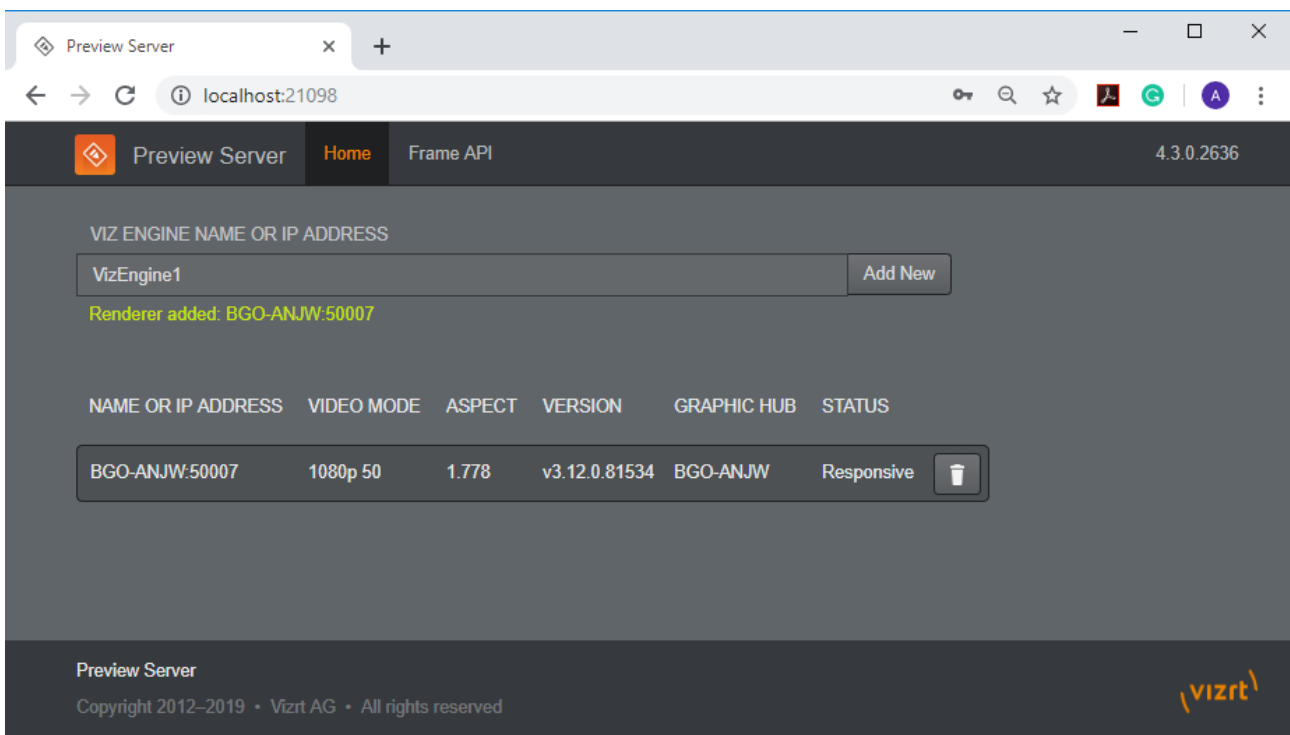 Preview Server
localhost:21098
A
Preview Server Home Frame API 4.3.0.2636
VIZ ENGINE NAME OR IP ADDRESS
VizEngine1 Add New
Renderer added: BGO-ANJW:50007
NAME OR IP ADDRESS VIDEO MODE ASPECT VERSION GRAPHIC HUB STATUS
BGO-ANJW:50007 1080p 50 1.778 v3.12.0.81534 BGO-ANJW Responsive
Preview Server
Copyright 2012–2019 • Vizrt AG • All rights reserved
vizrt